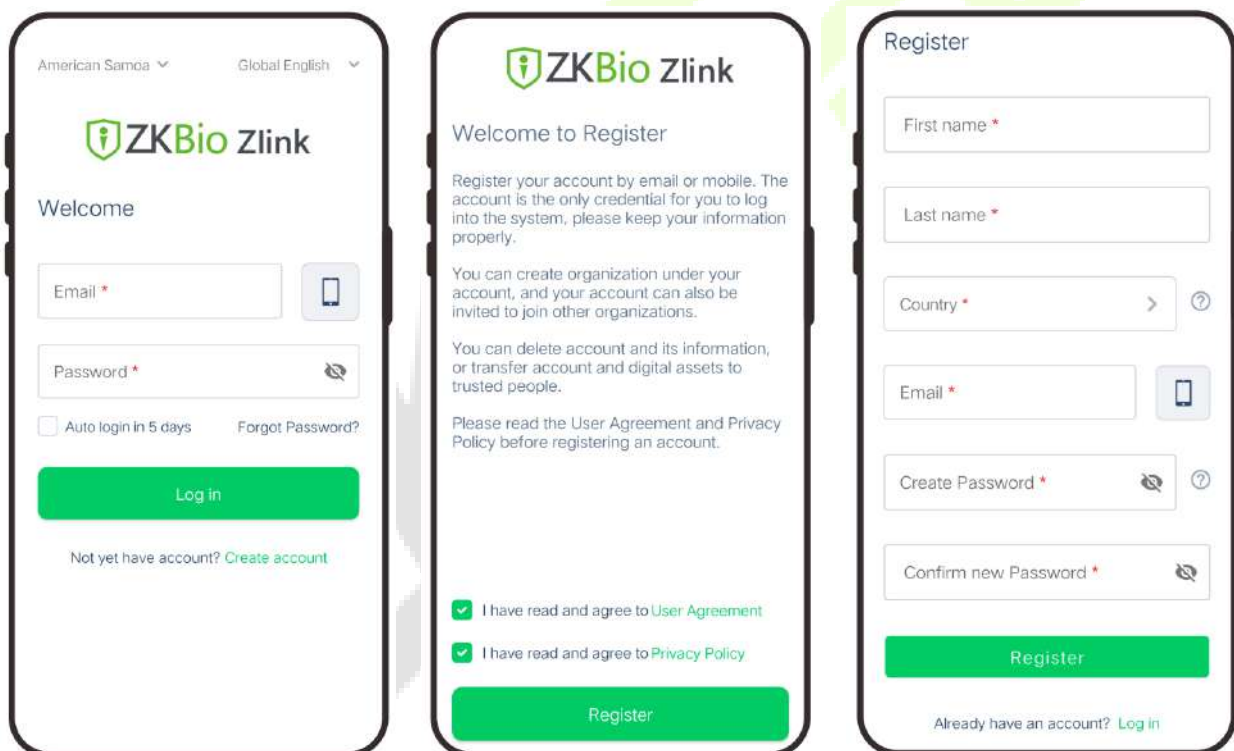 American Samoa
Global English
ZKBio Zlink
Welcome
Email *
Password *
Auto login in 5 days
Forgot Password?
Log in
Not yet have account? Create account
ZKBio Zlink
Welcome to Register
Register your account by email or mobile. The
account is the only credential for you to log
into the system, please keep your information
properly.
You can create organization under your
account, and your account can also be
invited to join other organizations.
You can delete account and its information,
or transfer account and digital assets to
trusted people.
Please read the User Agreement and Privacy
Policy before registering an account.
I have read and agree to User Agreement
I have read and agree to Privacy Policy
Register
Register
First name *
Last name *
Country *
Email *
Create Password *
Confirm new Password *
Register
Already have an account? Log in